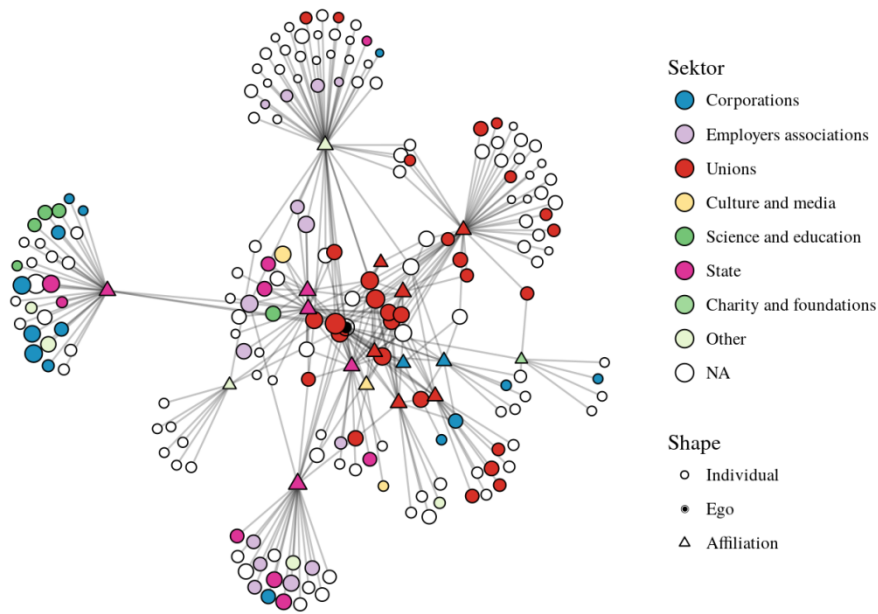 Sektor
Corporations
Employers associations
Unions
Culture and media
Science and education
State
Charity and foundations
Other
NA
Shape
Individual
Ego
Affiliation